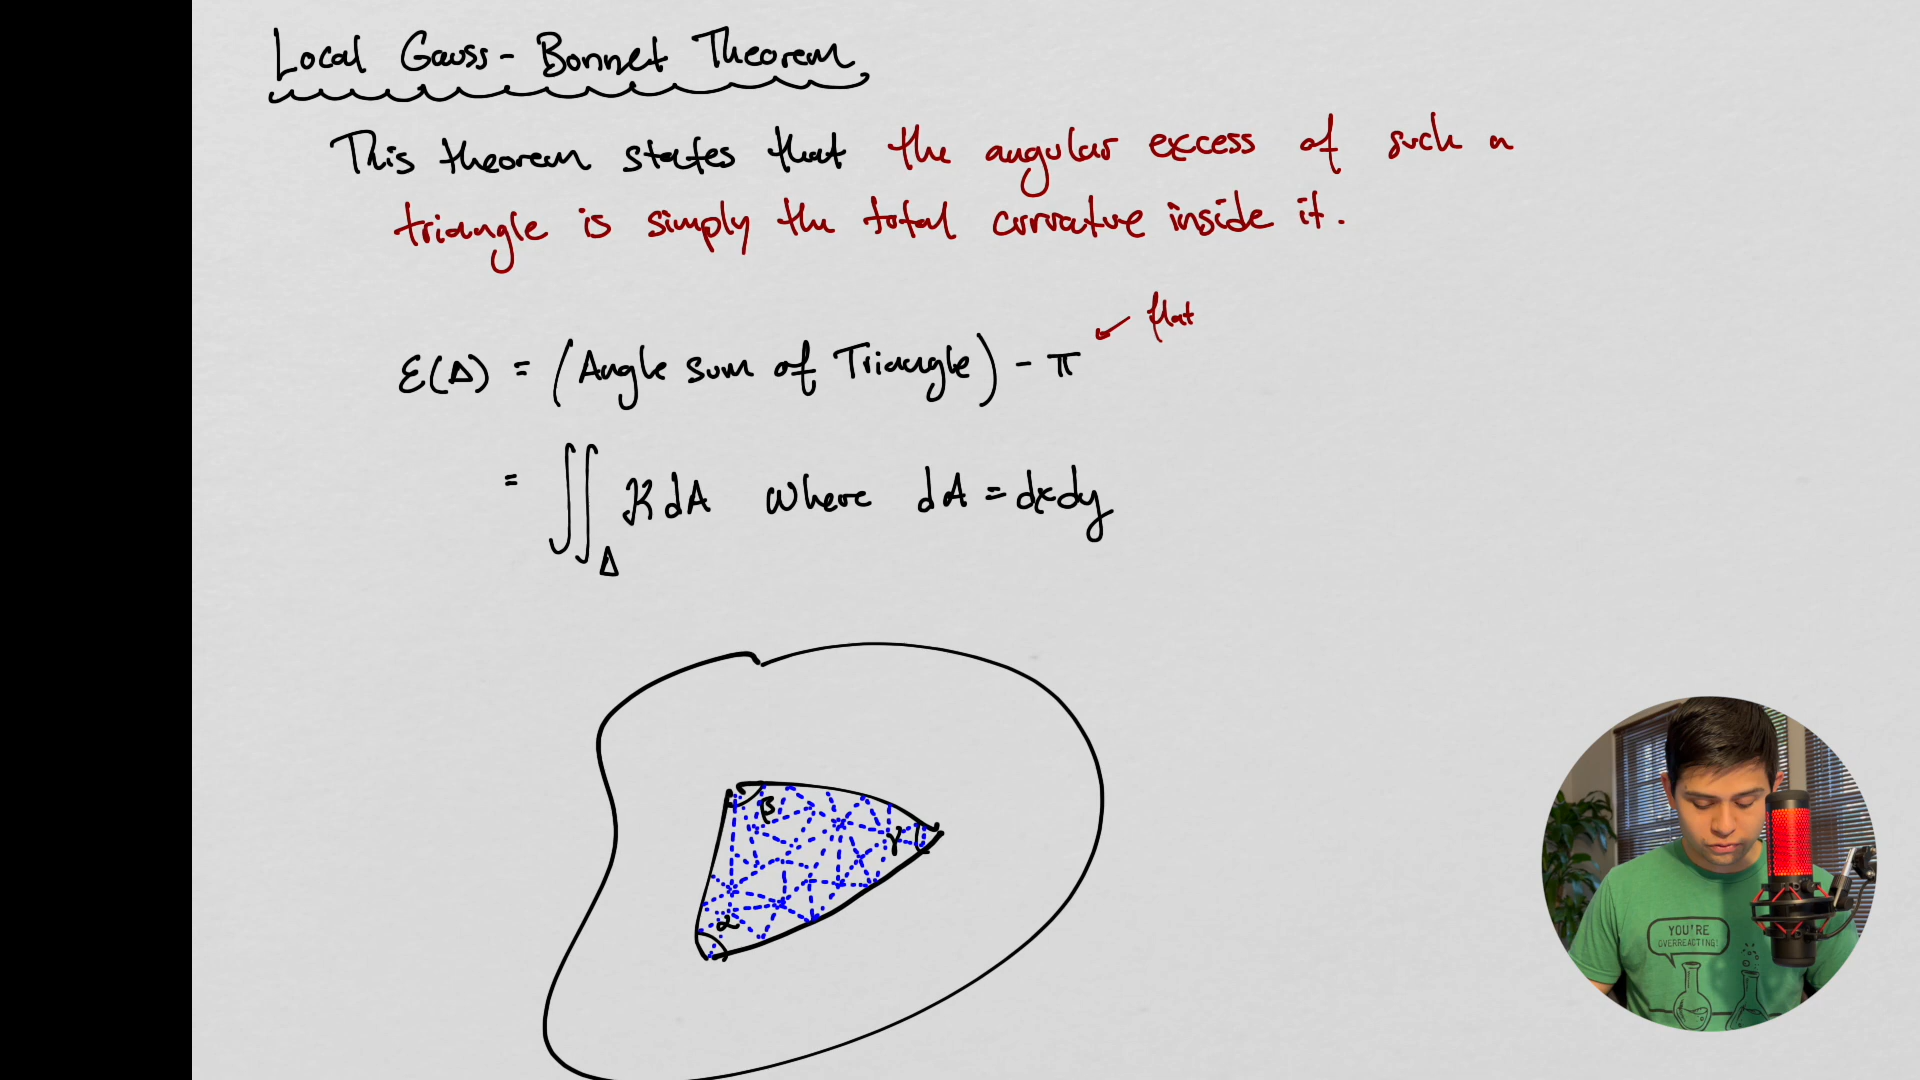 Local Gauss-Bonnet Theorem
This theorem states that the angular excess of such a
triangle is simply the total curvature inside it.
flat
ε(Δ) = (Angle sum of Triangle) - π
= ∬_Δ K dA where dA = dxdy
β
γ
α
YOU'RE
OVERREACTING!